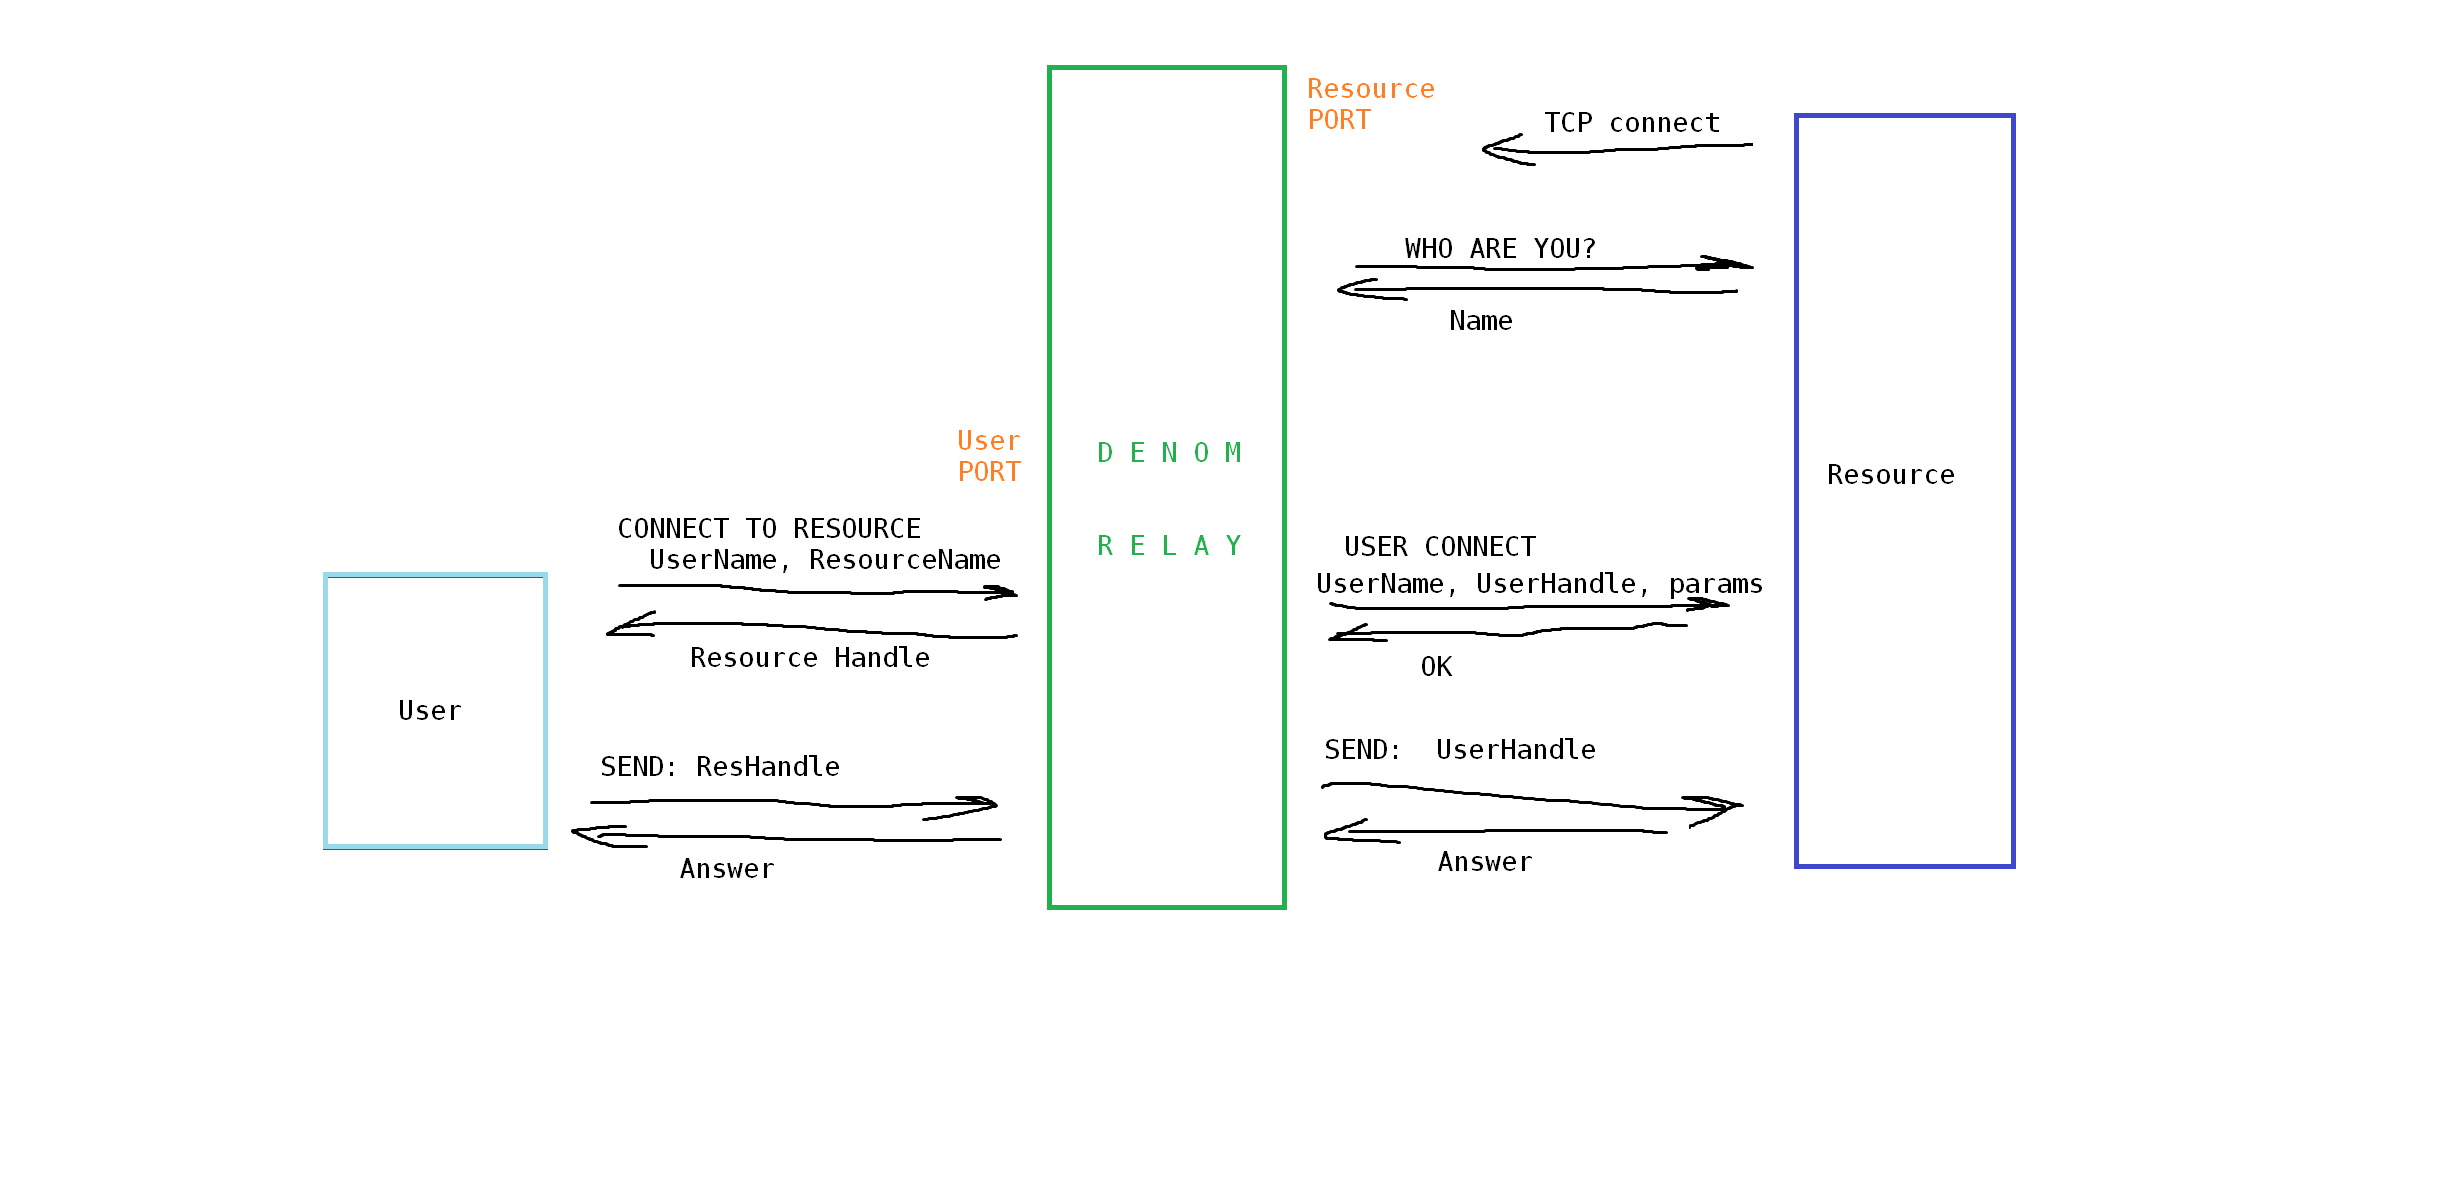 Resource
PORT
TCP connect
WHO ARE YOU?
Name
User
PORT
D E N O M
R E L A Y
Resource
CONNECT TO RESOURCE
UserName, ResourceName
Resource Handle
USER CONNECT
UserName, UserHandle, params
OK
User
SEND: ResHandle
Answer
SEND:  UserHandle
Answer